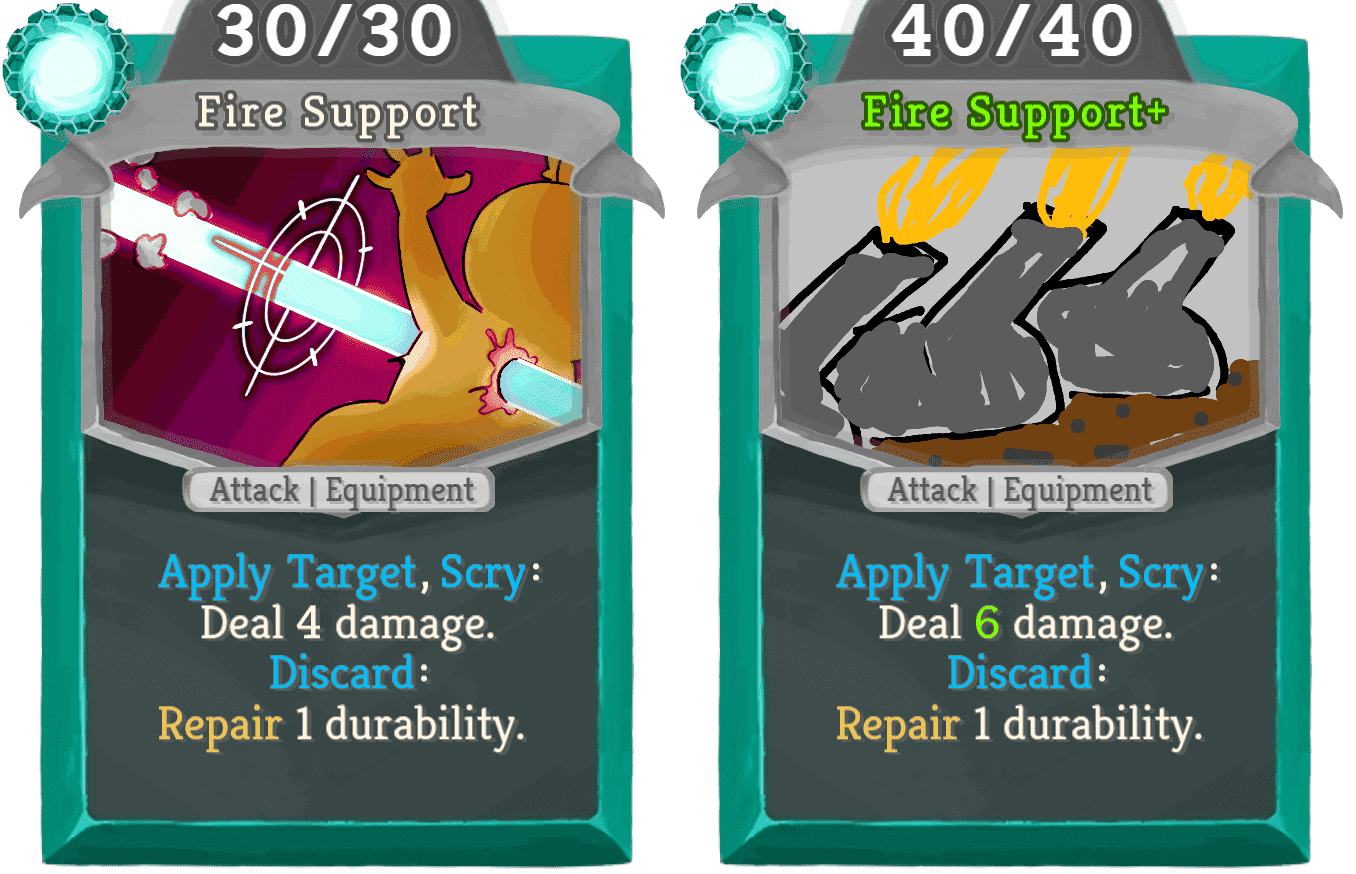 30/30
Fire Support
Attack | Equipment
Apply Target, Scry:
Deal 4 damage.
Discard:
Repair 1 durability.
40/40
Fire Support+
Attack | Equipment
Apply Target, Scry:
Deal 6 damage.
Discard:
Repair 1 durability.